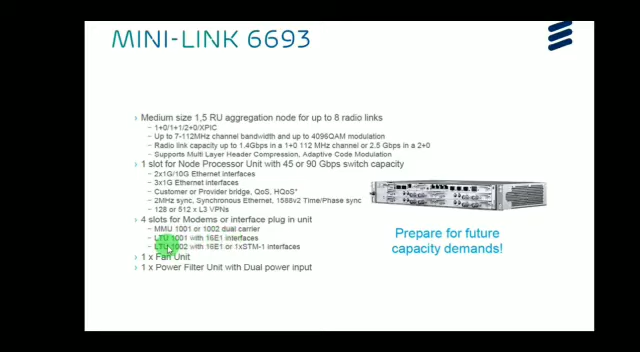 MINI-LINK 6693
› Medium size 1,5 RU aggregation node for up to 8 radio links
– 1+0/1+1/2+0/XPIC
– Up to 7-112MHz channel bandwidth and up to 4096QAM modulation
– Radio link capacity up to 1.4Gbps in a 1+0 112 MHz channel or 2.5 Gbps in a 2+0
– Supports Multi Layer Header Compression, Adaptive Code Modulation
› 1 slot for Node Processor Unit with 45 or 90 Gbps switch capacity
– 2x1G/10G Ethernet interfaces
– 3x1G Ethernet interfaces
– Customer or Provider bridge, QoS, HQoS*
– 2MHz sync, Synchronous Ethernet, 1588v2 Time/Phase sync
– 128 or 512 x L3 VPNs
› 4 slots for Modems or interface plug in unit
– MMU 1001 or 1002 dual carrier
– LTU 1001 with 16E1 interfaces
– LTU 1002 with 16E1 or 1xSTM-1 interfaces
› 1 x Fan Unit
› 1 x Power Filter Unit with Dual power input
Prepare for future
capacity demands!